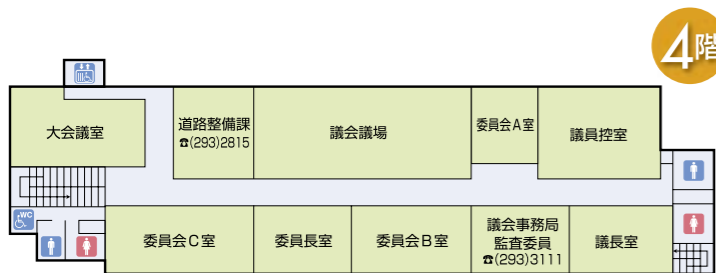 4階
大会議室
道路整備課
☎(293)2815
議会議場
委員会A室
議員控室
WC
委員会C室
委員長室
委員会B室
議会事務局
監査委員
☎(293)3111
議長室